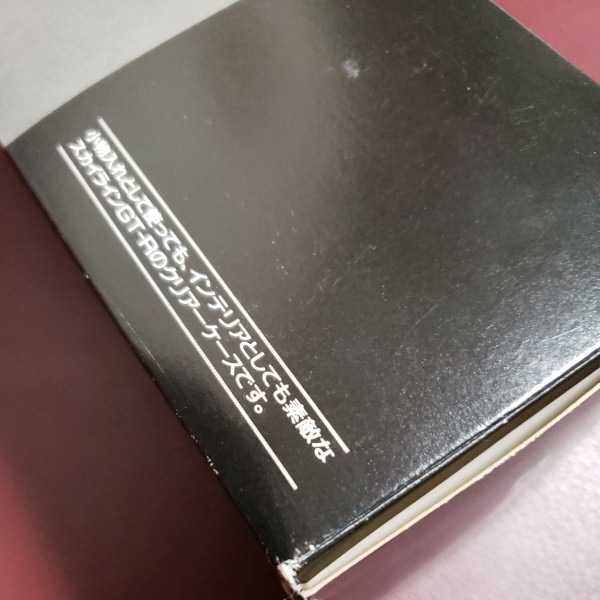 小物入れとして使っても、インテリアとしても素敵な
スカイラインGT-Rのクリアーケースです。